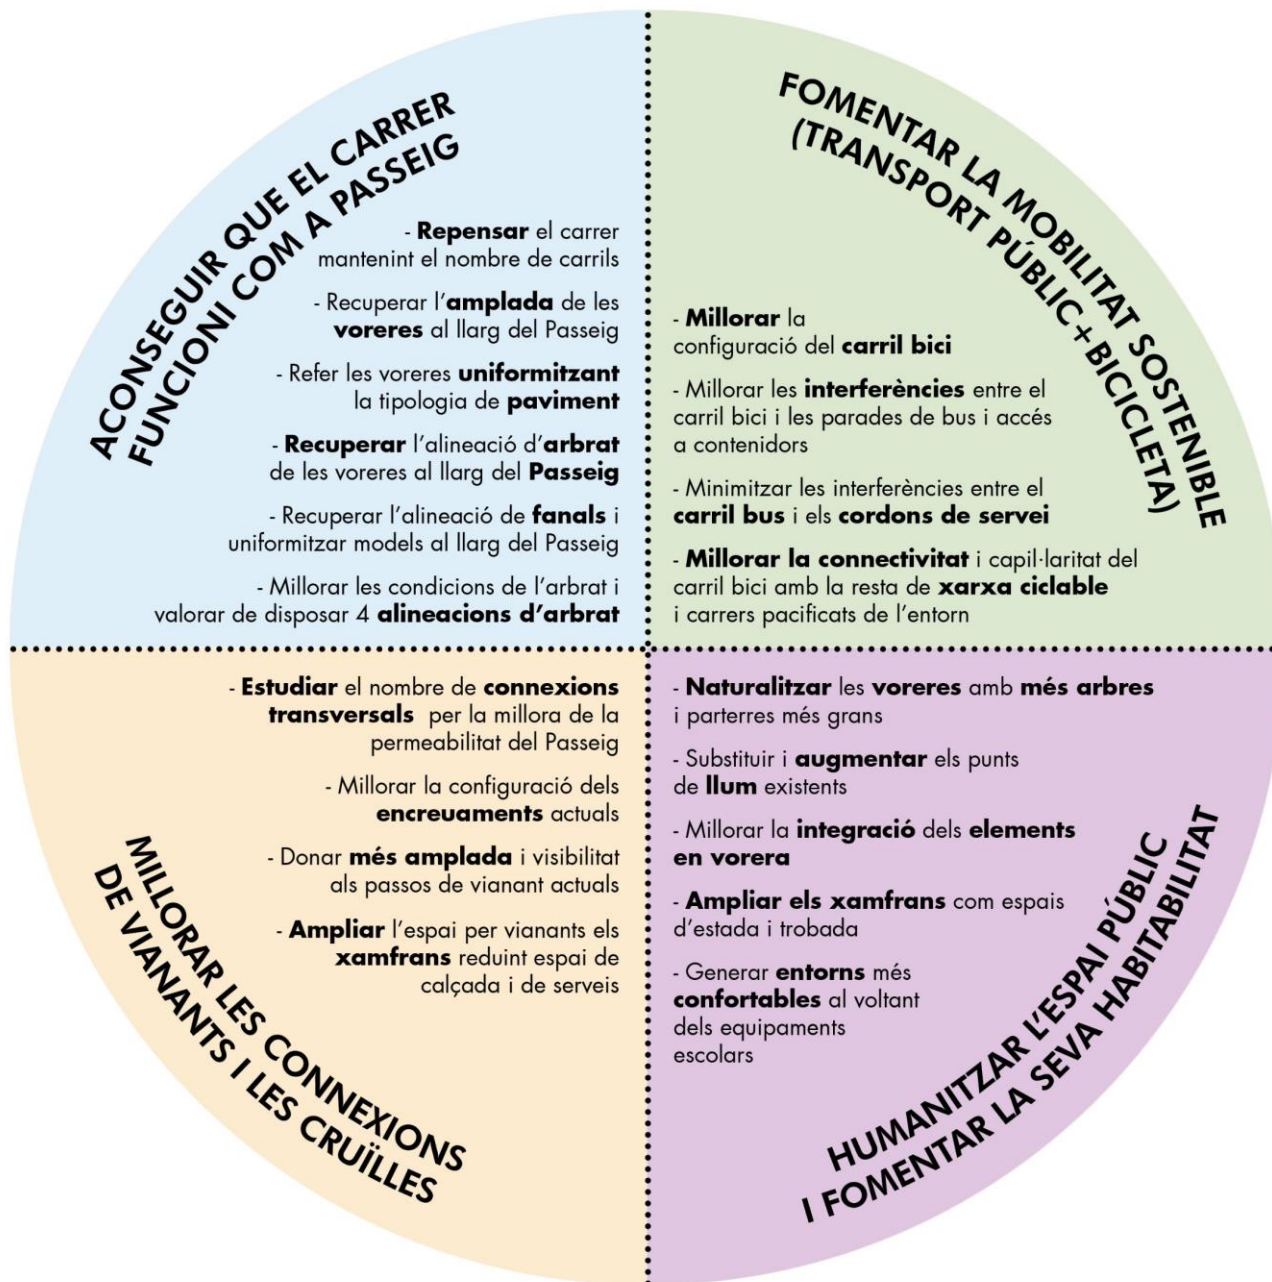 ACONSEGUIR QUE EL CARRER
FUNCIONI COM A PASSEIG
- Repensar el carrer
mantenint el nombre de carrils
- Recuperar l’amplada de les
voreres al llarg del Passeig
- Refer les voreres uniformitzant
la tipologia de paviment
- Recuperar l’alineació d’arbrat
de les voreres al llarg del Passeig
- Recuperar l’alineació de fanals i
uniformitzar models al llarg del Passeig
- Millorar les condicions de l’arbrat i
valorar de disposar 4 alineacions d’arbrat
FOMENTAR LA MOBILITAT SOSTENIBLE
(TRANSPORT PÚBLIC + BICICLETA)
- Millorar la
configuració del carril bici
- Millorar les interferències entre el
carril bici i les parades de bus i accés
a contenidors
- Minimitzar les interferències entre el
carril bus i els cordons de servei
- Millorar la connectivitat i capil·laritat del
carril bici amb la resta de xarxa ciclable
i carrers pacificats de l’entorn
- Estudiar el nombre de connexions
transversals per la millora de la
permeabilitat del Passeig
- Millorar la configuració dels
encreuaments actuals
- Donar més amplada i visibilitat
als passos de vianant actuals
- Ampliar l’espai per vianants els
xamfrans reduint espai de
calçada i de serveis
MILLORAR LES CONNEXIONS
DE VIANANTS I LES CRUÏLLES
- Naturalitzar les voreres amb més arbres
i parterres més grans
- Substituir i augmentar els punts
de llum existents
- Millorar la integració dels elements
en vorera
- Ampliar els xamfrans com espais
d’estada i trobada
- Generar entorns més
confortables al voltant
dels equipaments
escolars
HUMANITZAR L’ESPAI PÚBLIC
I FOMENTAR LA SEVA HABITABILITAT